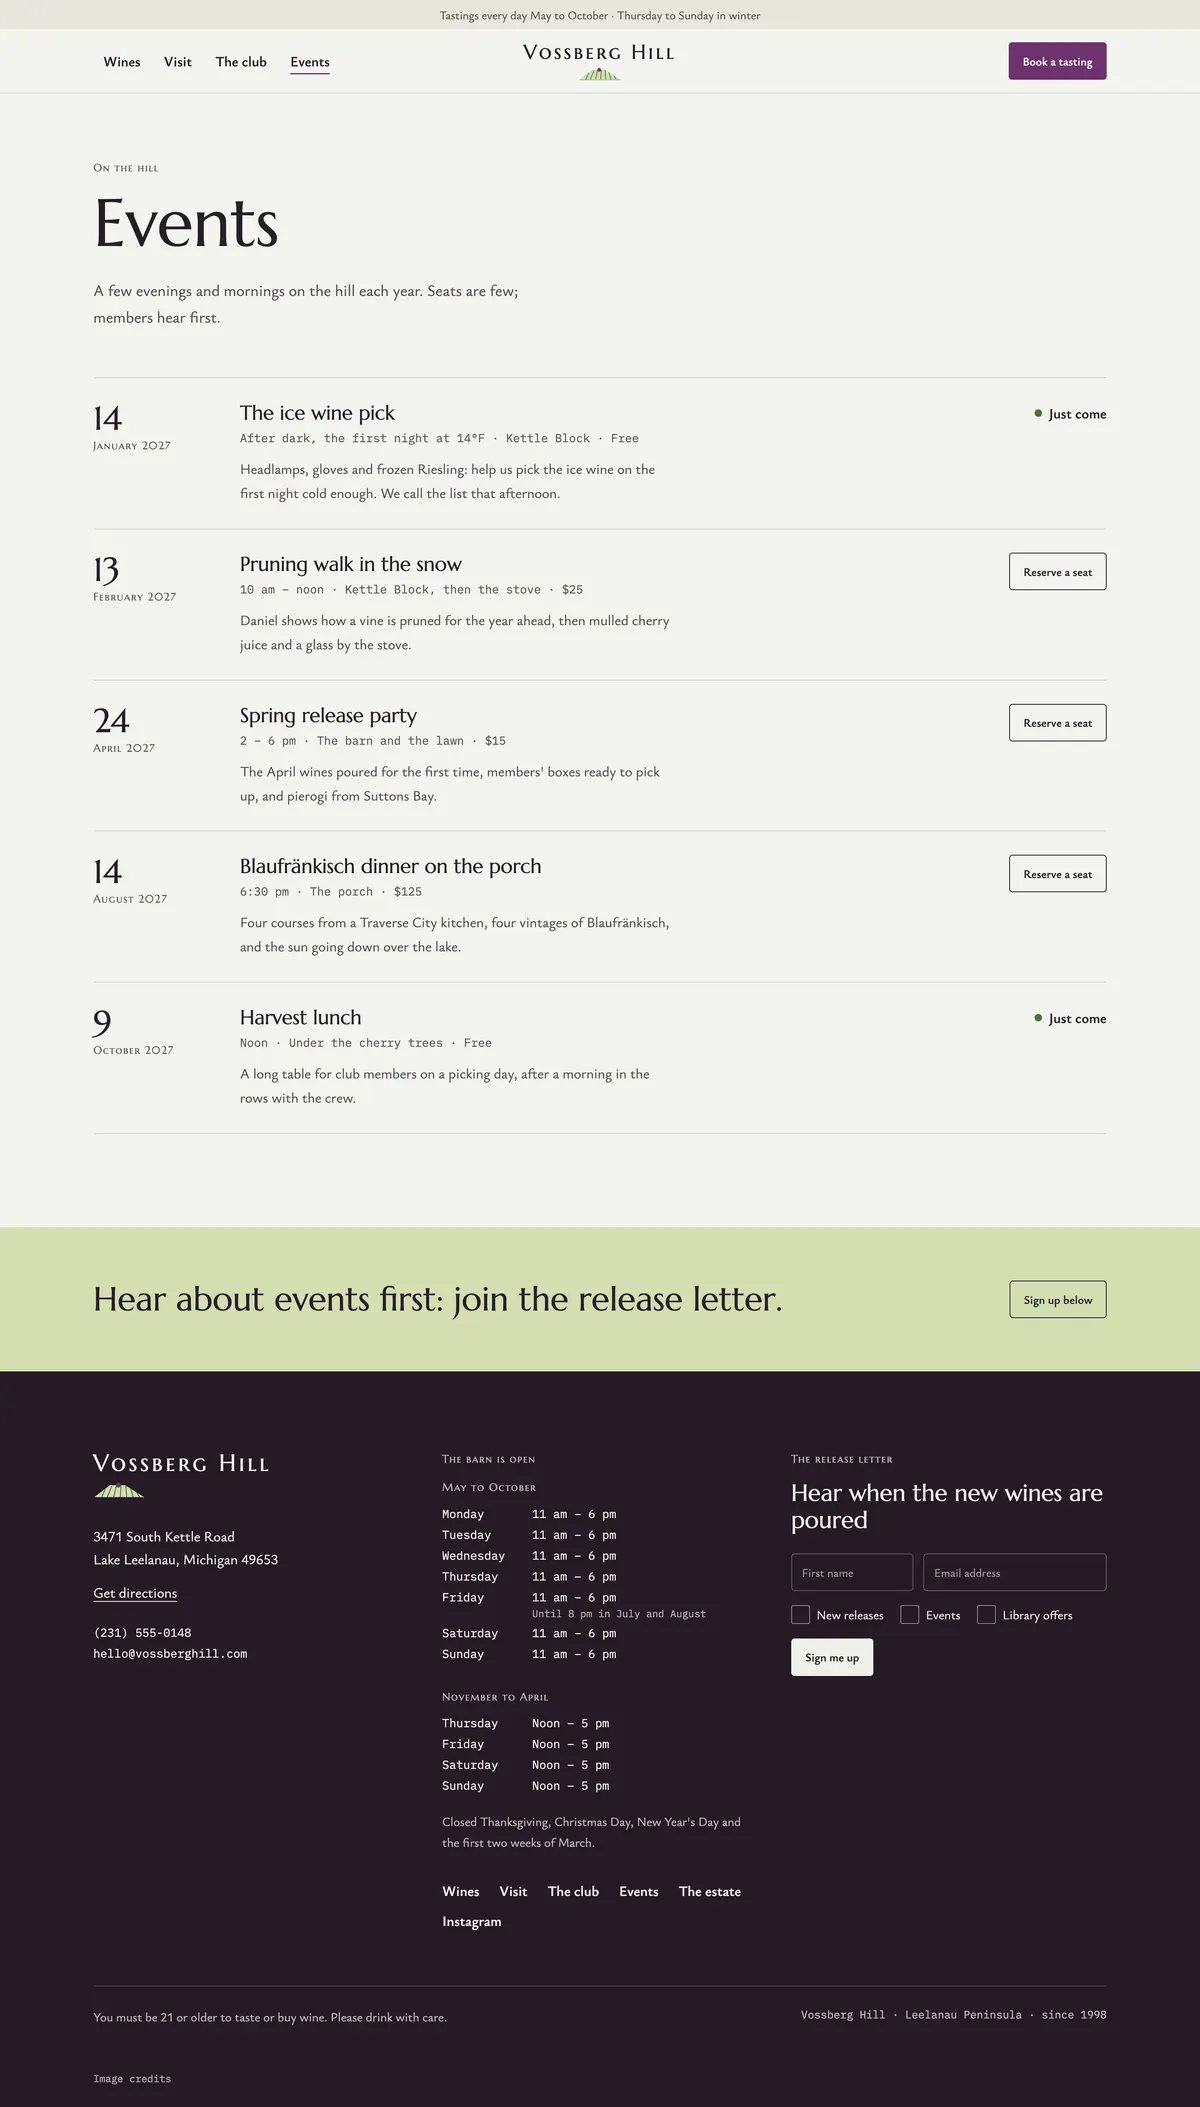 Tastings every day May to October · Thursday to Sunday in winter
Wines Visit The club Events
Vossberg Hill
Book a tasting
On the hill
Events
A few evenings and mornings on the hill each year. Seats are few;
members hear first.
14
January 2027
The ice wine pick
After dark, the first night at 14°F · Kettle Block · Free
Headlamps, gloves and frozen Riesling: help us pick the ice wine on the
first night cold enough. We call the list that afternoon.
Just come
13
February 2027
Pruning walk in the snow
10 am – noon · Kettle Block, then the stove · $25
Daniel shows how a vine is pruned for the year ahead, then mulled cherry
juice and a glass by the stove.
Reserve a seat
24
April 2027
Spring release party
2 – 6 pm · The barn and the lawn · $15
The April wines poured for the first time, members' boxes ready to pick
up, and pierogi from Suttons Bay.
Reserve a seat
14
August 2027
Blaufränkisch dinner on the porch
6:30 pm · The porch · $125
Four courses from a Traverse City kitchen, four vintages of Blaufränkisch,
and the sun going down over the lake.
Reserve a seat
9
October 2027
Harvest lunch
Noon · Under the cherry trees · Free
A long table for club members on a picking day, after a morning in the
rows with the crew.
Just come
Hear about events first: join the release letter.
Sign up below
Vossberg Hill
3471 South Kettle Road
Lake Leelanau, Michigan 49653
Get directions
(231) 555-0148
hello@vossberghill.com
The barn is open
May to October
Monday 11 am – 6 pm
Tuesday 11 am – 6 pm
Wednesday 11 am – 6 pm
Thursday 11 am – 6 pm
Friday 11 am – 6 pm
Until 8 pm in July and August
Saturday 11 am – 6 pm
Sunday 11 am – 6 pm
November to April
Thursday Noon – 5 pm
Friday Noon – 5 pm
Saturday Noon – 5 pm
Sunday Noon – 5 pm
Closed Thanksgiving, Christmas Day, New Year's Day and
the first two weeks of March.
Wines Visit The club Events The estate
Instagram
The release letter
Hear when the new wines are
poured
First name Email address
New releases Events Library offers
Sign me up
You must be 21 or older to taste or buy wine. Please drink with care.
Vossberg Hill · Leelanau Peninsula · since 1998
Image credits